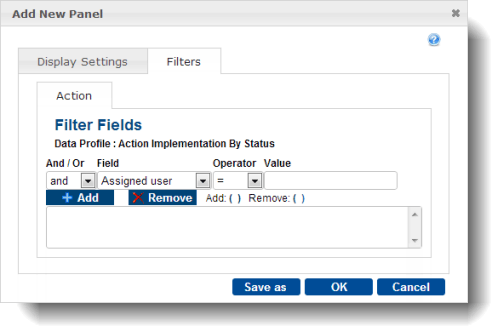 Add New Panel
Display Settings Filters
Action
Filter Fields
Data Profile : Action Implementation By Status
And / Or Field Operator Value
and Assigned user =
+ Add Remove Add: ( ) Remove: ( )
Save as OK Cancel